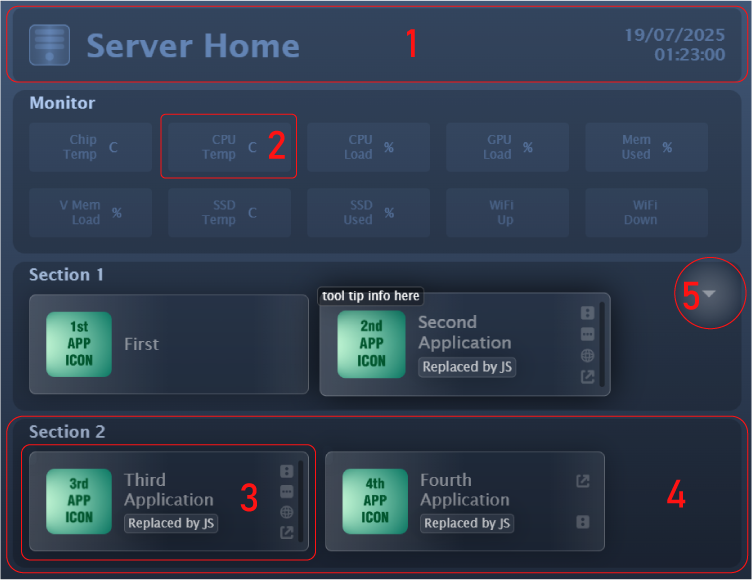 Server Home
1
19/07/2025
01:23:00
Monitor
Chip
Temp C
CPU
Temp C
2
CPU
Load %
GPU
Load %
Mem
Used %
V Mem
Load %
SSD
Temp C
SSD
Used %
WiFi
Up
WiFi
Down
Section 1
5
1st
APP
ICON
First
tool tip info here
2nd
APP
ICON
Second
Application
Replaced by JS
Section 2
3rd
APP
ICON
Third
Application
Replaced by JS
3
4th
APP
ICON
Fourth
Application
Replaced by JS
4